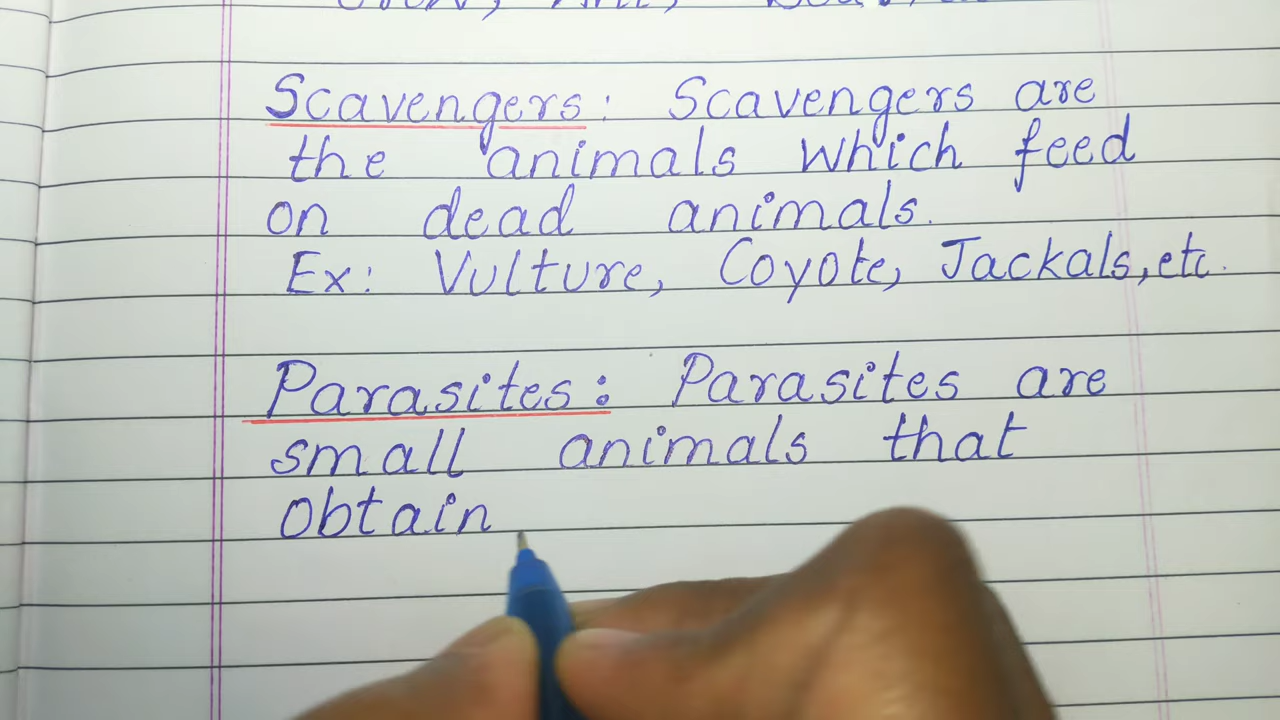 Scavengers: Scavengers are
the animals which feed
on dead animals.
Ex: Vulture, Coyote, Jackals, etc.
Parasites: Parasites are
small animals that
obtain